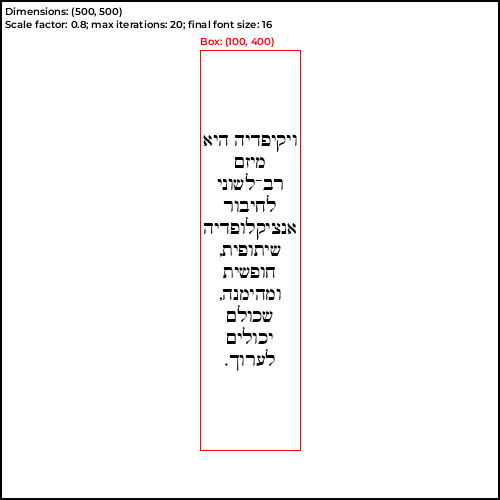 Dimensions: (500, 500)
Scale factor: 0.8; max iterations: 20; final font size: 16
Box: (100, 400)
ויקיפדיה היא
מיזם
רב־לשוני
לחיבור
אנציקלופדיה
שיתופית,
חופשית
ומהימנה,
שכולם
יכולים
לערוך.